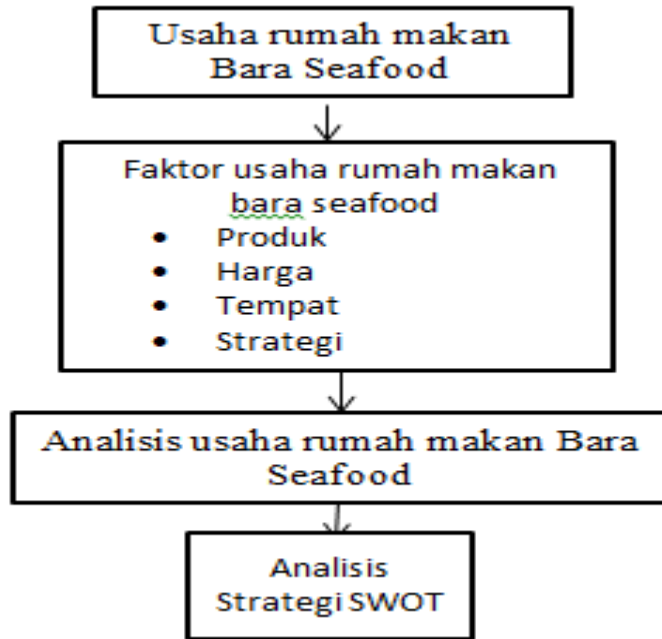 Usaha rumah makan
Bara Seafood
Faktor usaha rumah makan
bara seafood
• Produk
• Harga
• Tempat
• Strategi
Analisis usaha rumah makan Bara
Seafood
Analisis
Strategi SWOT